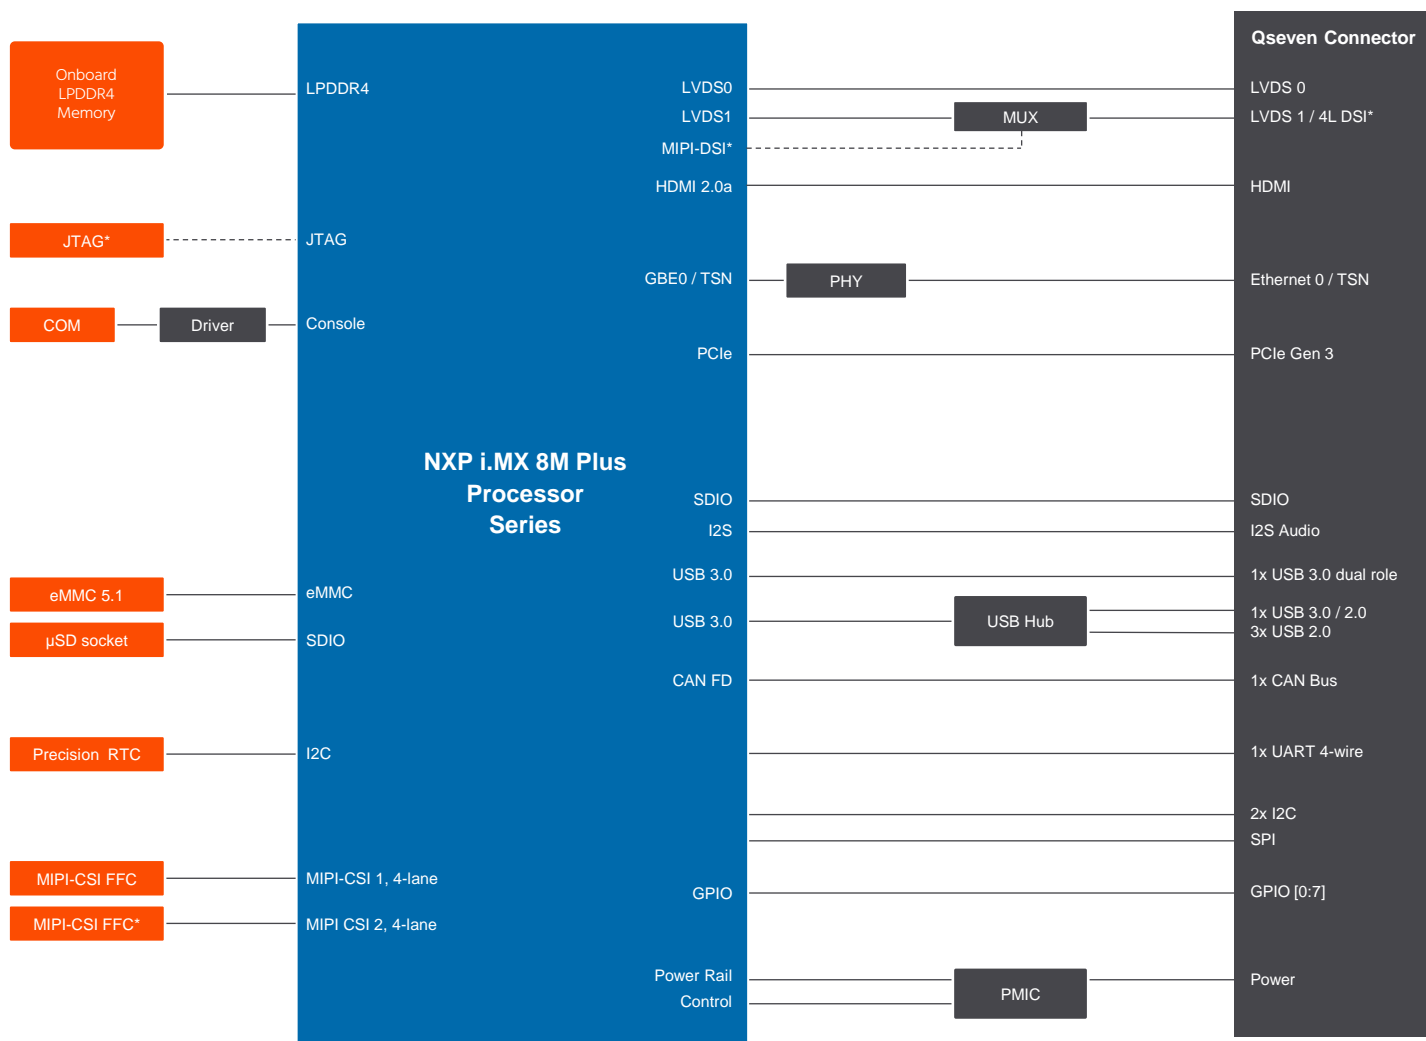 Onboard
LPDDR4
Memory
JTAG*
COM
Driver
eMMC 5.1
µSD socket
Precision RTC
MIPI-CSI FFC
MIPI-CSI FFC*
LPDDR4
JTAG
Console
eMMC
SDIO
I2C
MIPI-CSI 1, 4-lane
MIPI CSI 2, 4-lane
NXP i.MX 8M Plus
Processor
Series
LVDS0
LVDS1
MIPI-DSI*
HDMI 2.0a
GBE0 / TSN
PCIe
SDIO
I2S
USB 3.0
USB 3.0
CAN FD
GPIO
Power Rail
Control
MUX
PHY
USB Hub
PMIC
Qseven Connector
LVDS 0
LVDS 1 / 4L DSI*
HDMI
Ethernet 0 / TSN
PCIe Gen 3
SDIO
I2S Audio
1x USB 3.0 dual role
1x USB 3.0 / 2.0
3x USB 2.0
1x CAN Bus
1x UART 4-wire
2x I2C
SPI
GPIO [0:7]
Power